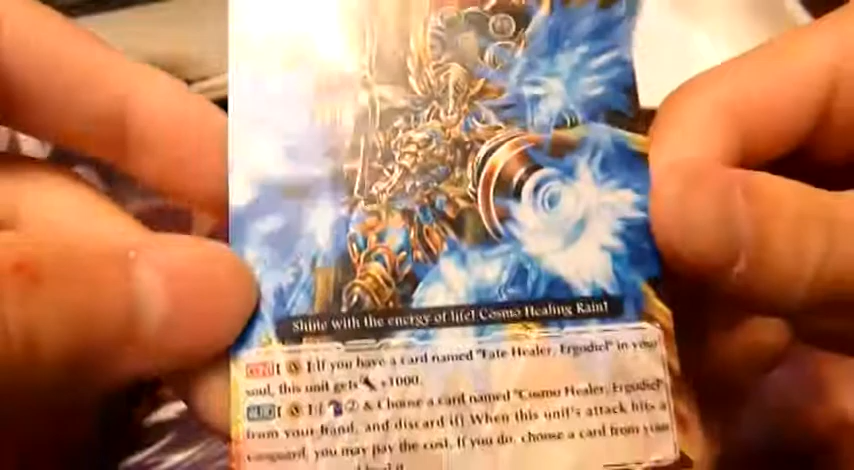 Shine with the energy of life! Cosmo Healing Rain!
CONT [V]:If you have a card named "Fate Healer, Ergodiel" in your
soul, this unit gets +1000.
AUTO [V]:[ 2 & Choose a card named "Cosmo Healer, Ergodiel"
from your hand, and discard it] When this unit's attack hits a
vanguard, you may pay the cost. If you do, choose a card from your